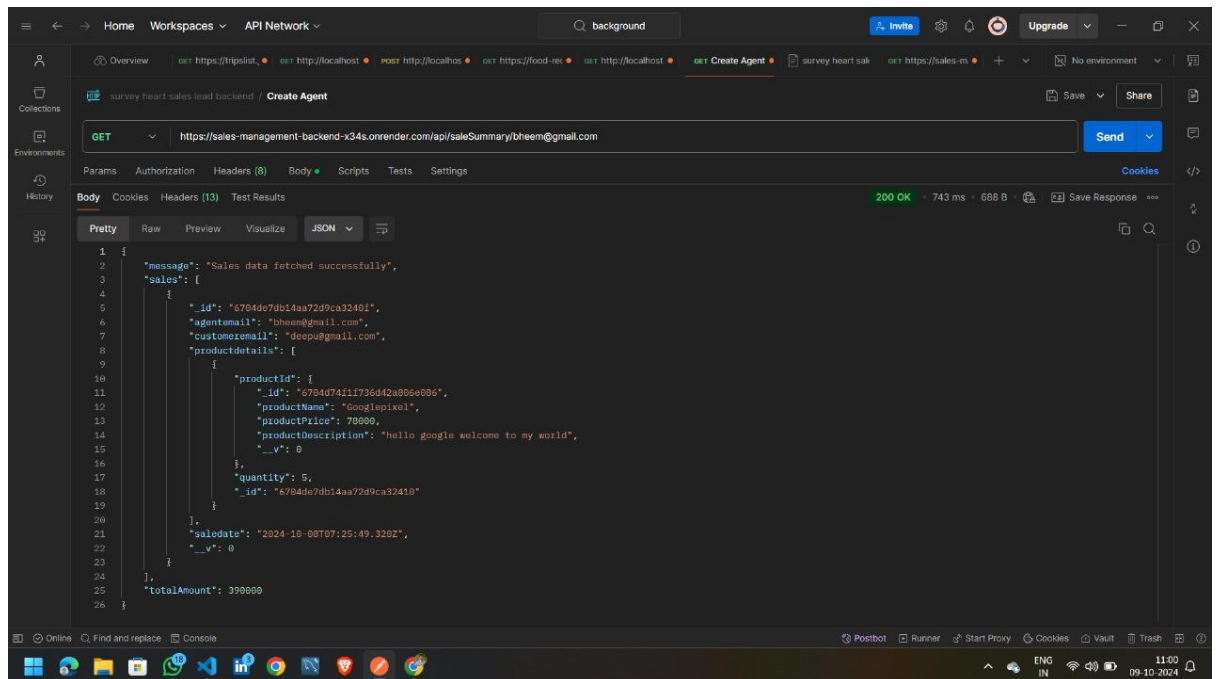 Home Workspaces API Network background Invite Upgrade
Overview GET https://tripslist. GET http://localhost POST http://localhos GET https://food-rec GET http://localhost GET Create Agent survey heart sale GET https://sales-m No environment
survey heart sales lead backend / Create Agent Save Share
GET https://sales-management-backend-x34s.onrender.com/api/saleSummary/bheem@gmail.com Send
Params Authorization Headers (8) Body Scripts Tests Settings Cookies
Collections
Environments
History
Body Cookies Headers (13) Test Results 200 OK 743 ms 688 B Save Response
Pretty Raw Preview Visualize JSON
1 {
2 "message": "Sales data fetched successfully",
3 "sales": [
4 {
5 "_id": "6704de7db14aa72d9ca3240f",
6 "agentemail": "bheem@gmail.com",
7 "customeremail": "deepu@gmail.com",
8 "productdetails": [
9 {
10 "productId": {
11 "_id": "6704d74f1f736d42a806e086",
12 "productName": "Googlepixel",
13 "productPrice": 78000,
14 "productDescription": "hello google welcome to my world",
15 "__v": 0
16 },
17 "quantity": 5,
18 "_id": "6704de7db14aa72d9ca32410"
19 }
20 ],
21 "saledate": "2024-10-08T07:25:49.320Z",
22 "__v": 0
23 }
24 ],
25 "totalAmount": 390000
26 }
Online Find and replace Console Postbot Runner Start Proxy Cookies Vault Trash
ENG IN 11:00 09-10-2024